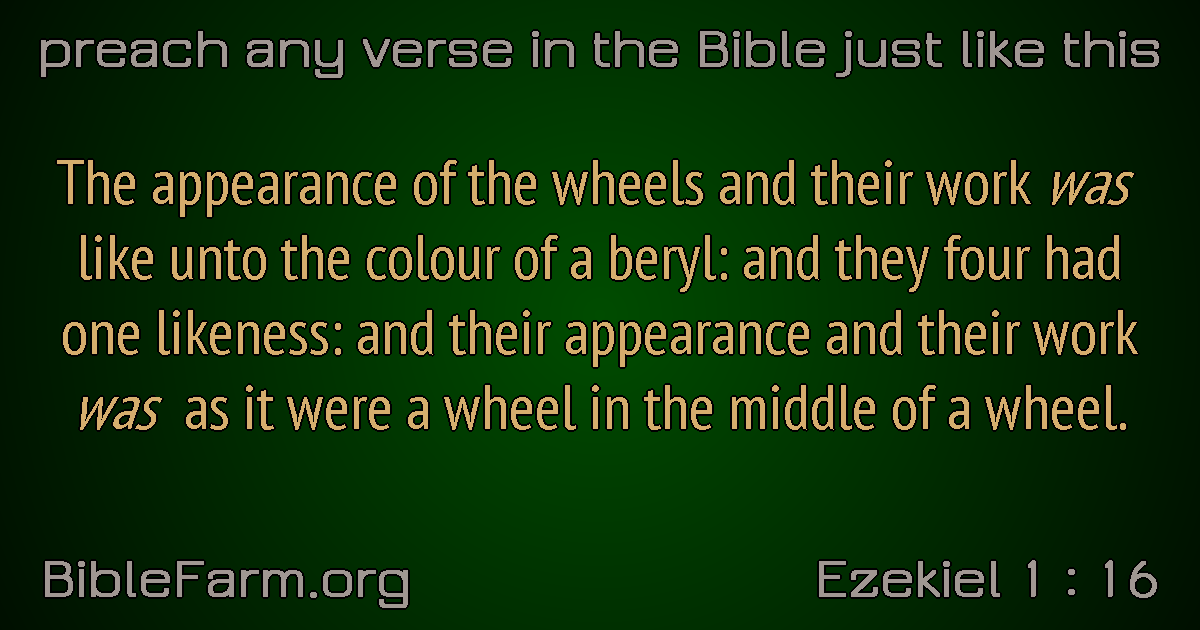 preach any verse in the Bible just like this
The appearance of the wheels and their work was
like unto the colour of a beryl: and they four had
one likeness: and their appearance and their work
was as it were a wheel in the middle of a wheel.
BibleFarm.org
Ezekiel 1 : 16